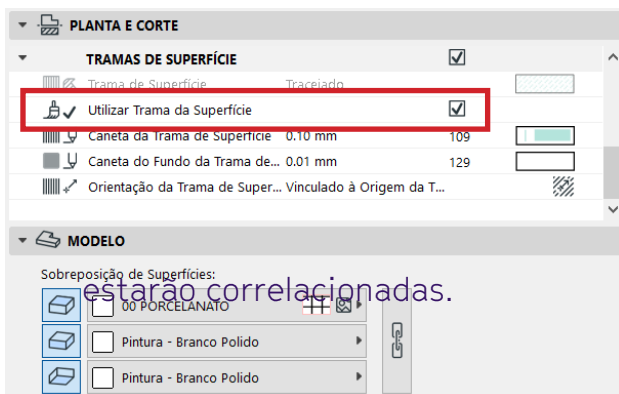 PLANTA E CORTE
TRAMAS DE SUPERFÍCIE
Trama de Superfície Tracejado
Utilizar Trama da Superfície
Caneta da Trama de Superfície 0.10 mm 109
Caneta do Fundo da Trama de... 0.01 mm 129
Orientação da Trama de Super... Vinculado à Origem da T...
MODELO
Sobreposição de Superfícies:
estarão correlacionadas.
00 PORCELANATO
Pintura - Branco Polido
Pintura - Branco Polido